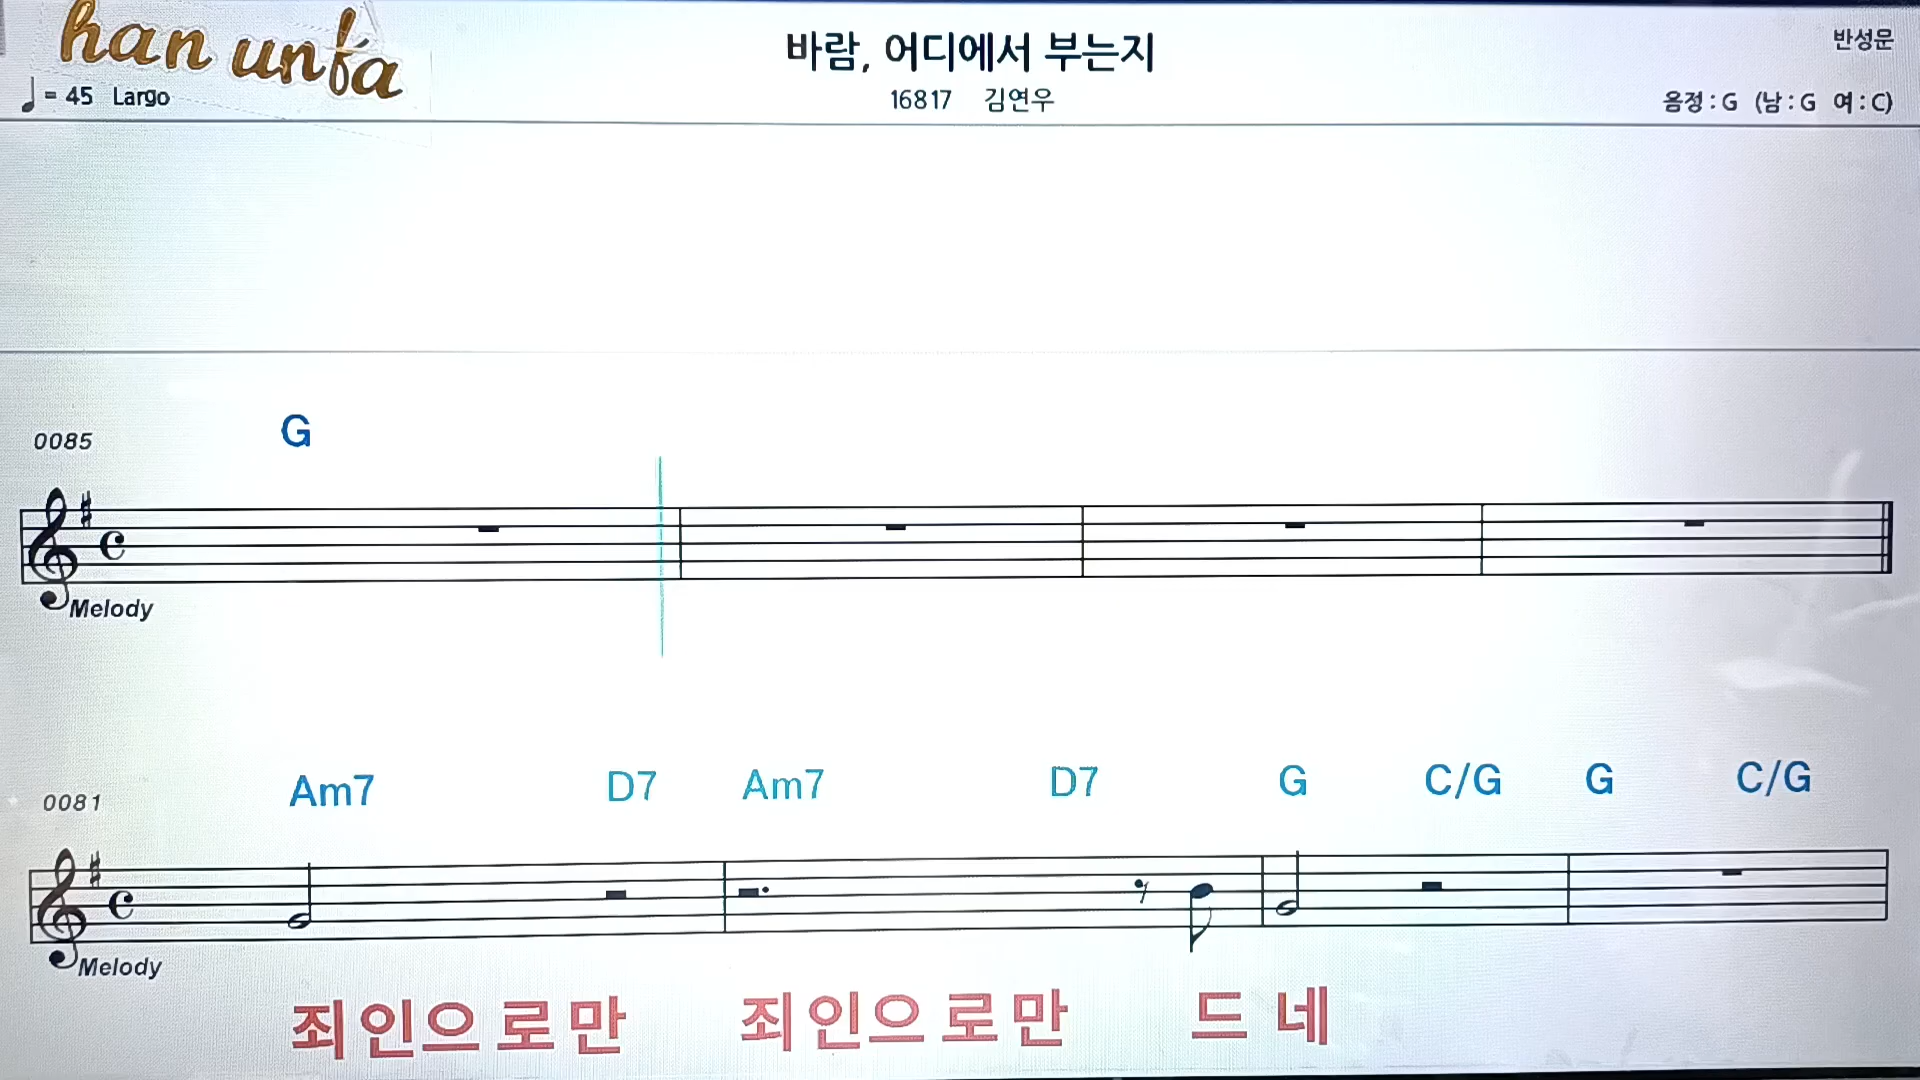 han unfa
바람, 어디에서 부는지
반성문
♩ = 45 Largo
16817 김연우
음정 : G (남 : G 여 : C)
0085
G
Melody
0081
Am7 D7 Am7 D7 G C/G G C/G
Melody
죄인으로만 죄인으로만 드 네